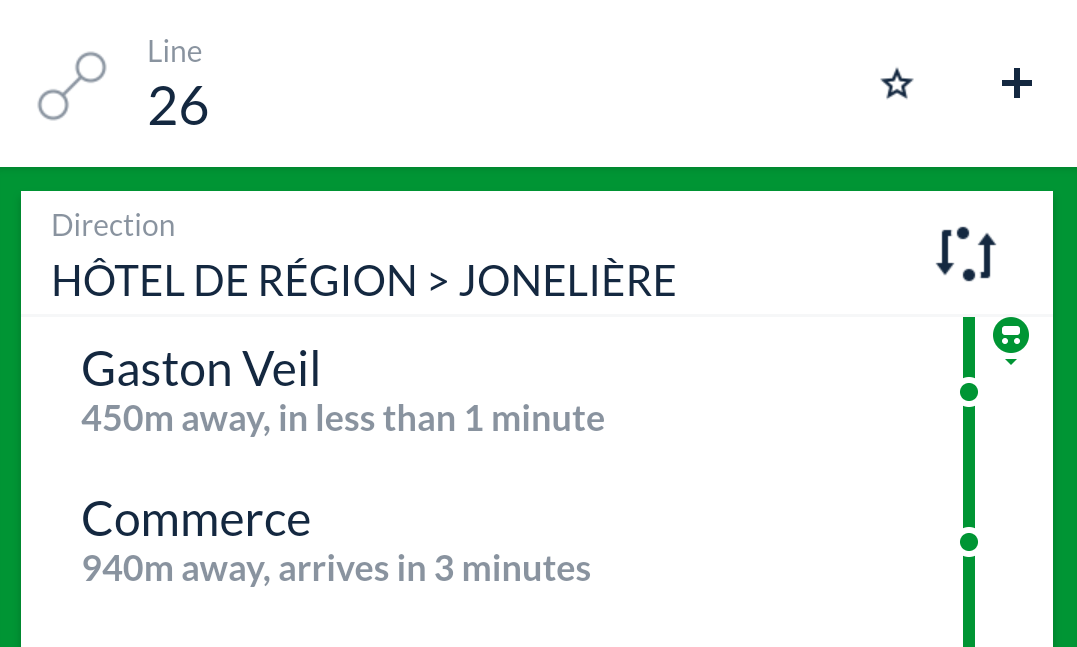 Line
26
Direction
HÔTEL DE RÉGION > JONELIÈRE
Gaston Veil
450m away, in less than 1 minute
Commerce
940m away, arrives in 3 minutes